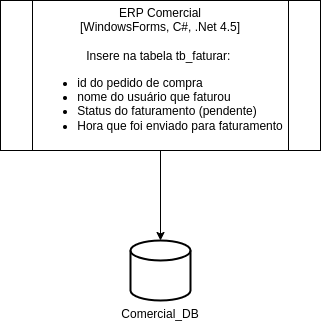 ERP Comercial
[WindowsForms, C#, .Net 4.5]
Insere na tabela tb_faturar:
• id do pedido de compra
• nome do usuário que faturou
• Status do faturamento (pendente)
• Hora que foi enviado para faturamento
Comercial_DB